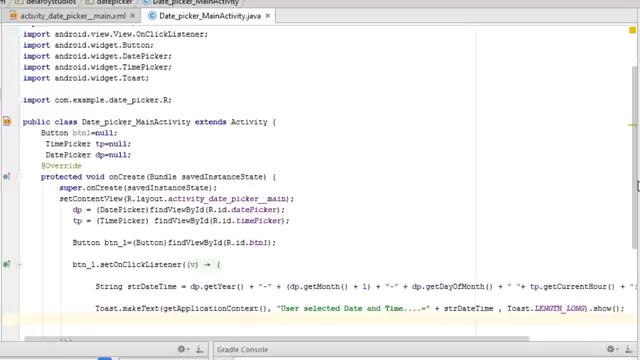 delaroystudios datepicker Date_picker_MainActivity
activity_date_picker__main.xml × Date_picker_MainActivity.java ×
import android.view.View.OnClickListener;
import android.widget.Button;
import android.widget.DatePicker;
import android.widget.TimePicker;
import android.widget.Toast;
import com.example.date_picker.R;
public class Date_picker_MainActivity extends Activity {
Button btn1=null;
TimePicker tp=null;
DatePicker dp=null;
@Override
protected void onCreate(Bundle savedInstanceState) {
super.onCreate(savedInstanceState);
setContentView(R.layout.activity_date_picker__main);
dp = (DatePicker)findViewById(R.id.datePicker);
tp = (TimePicker) findViewById(R.id.timePicker);
Button btn_1=(Button)findViewById(R.id.btn1);
btn_1.setOnClickListener((v) → {
String strDateTime = dp.getYear() + "-" + (dp.getMonth() + 1) + "-" + dp.getDayOfMonth() + " "+ tp.getCurrentHour() + ":
Toast.makeText(getApplicationContext(), "User selected Date and Time....=" + strDateTime , Toast.LENGTH_LONG).show();
});
Gradle Console